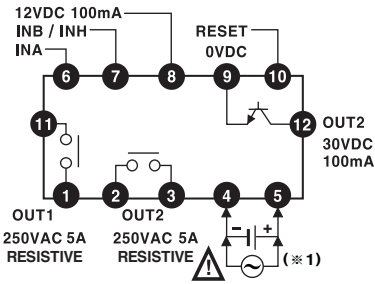 12VDC 100mA
INB / INH
INA
RESET
0VDC
6
7
8
9
10
11
12
OUT2
30VDC
100mA
1
2
3
4
5
OUT1
250VAC 5A
RESISTIVE
OUT2
250VAC 5A
RESISTIVE
- +
!
(※1)